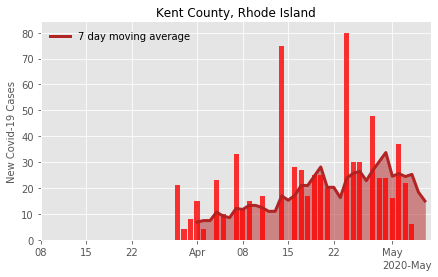 Kent County, Rhode Island
7 day moving average
New Covid-19 Cases
80
70
60
50
40
30
20
10
0
08 15 22 Apr 08 15 22 May
2020-May